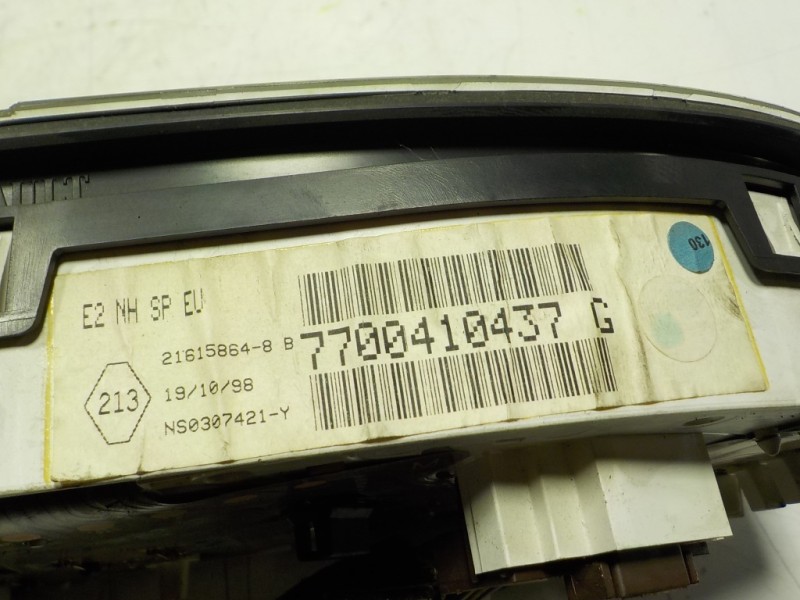 E2 NH SP EU
21615864-8 B
7700410437 G
213
19/10/98
NS0307421-Y
130